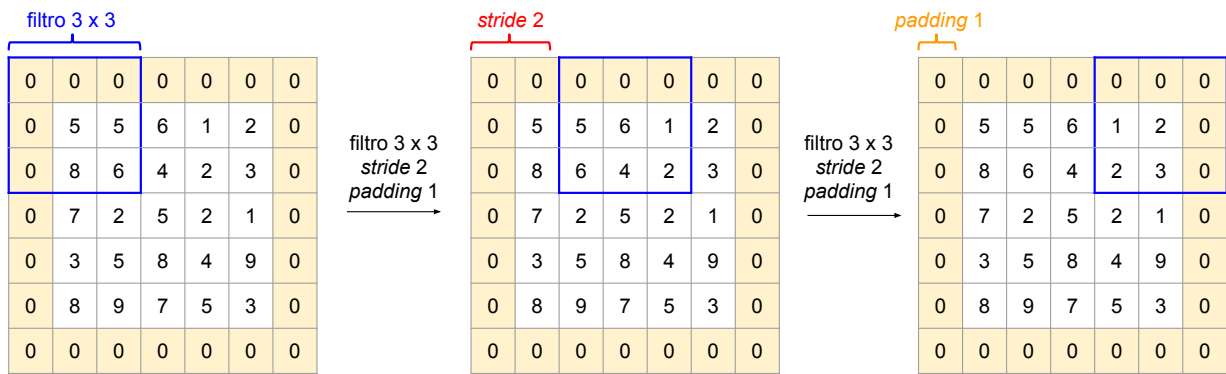 filtro 3 x 3
stride 2
padding 1
0 0 0 0 0 0 0
0 5 5 6 1 2 0
0 8 6 4 2 3 0
0 7 2 5 2 1 0
0 3 5 8 4 9 0
0 8 9 7 5 3 0
0 0 0 0 0 0 0
filtro 3 x 3
stride 2
padding 1
0 0 0 0 0 0 0
0 5 5 6 1 2 0
0 8 6 4 2 3 0
0 7 2 5 2 1 0
0 3 5 8 4 9 0
0 8 9 7 5 3 0
0 0 0 0 0 0 0
filtro 3 x 3
stride 2
padding 1
0 0 0 0 0 0 0
0 5 5 6 1 2 0
0 8 6 4 2 3 0
0 7 2 5 2 1 0
0 3 5 8 4 9 0
0 8 9 7 5 3 0
0 0 0 0 0 0 0